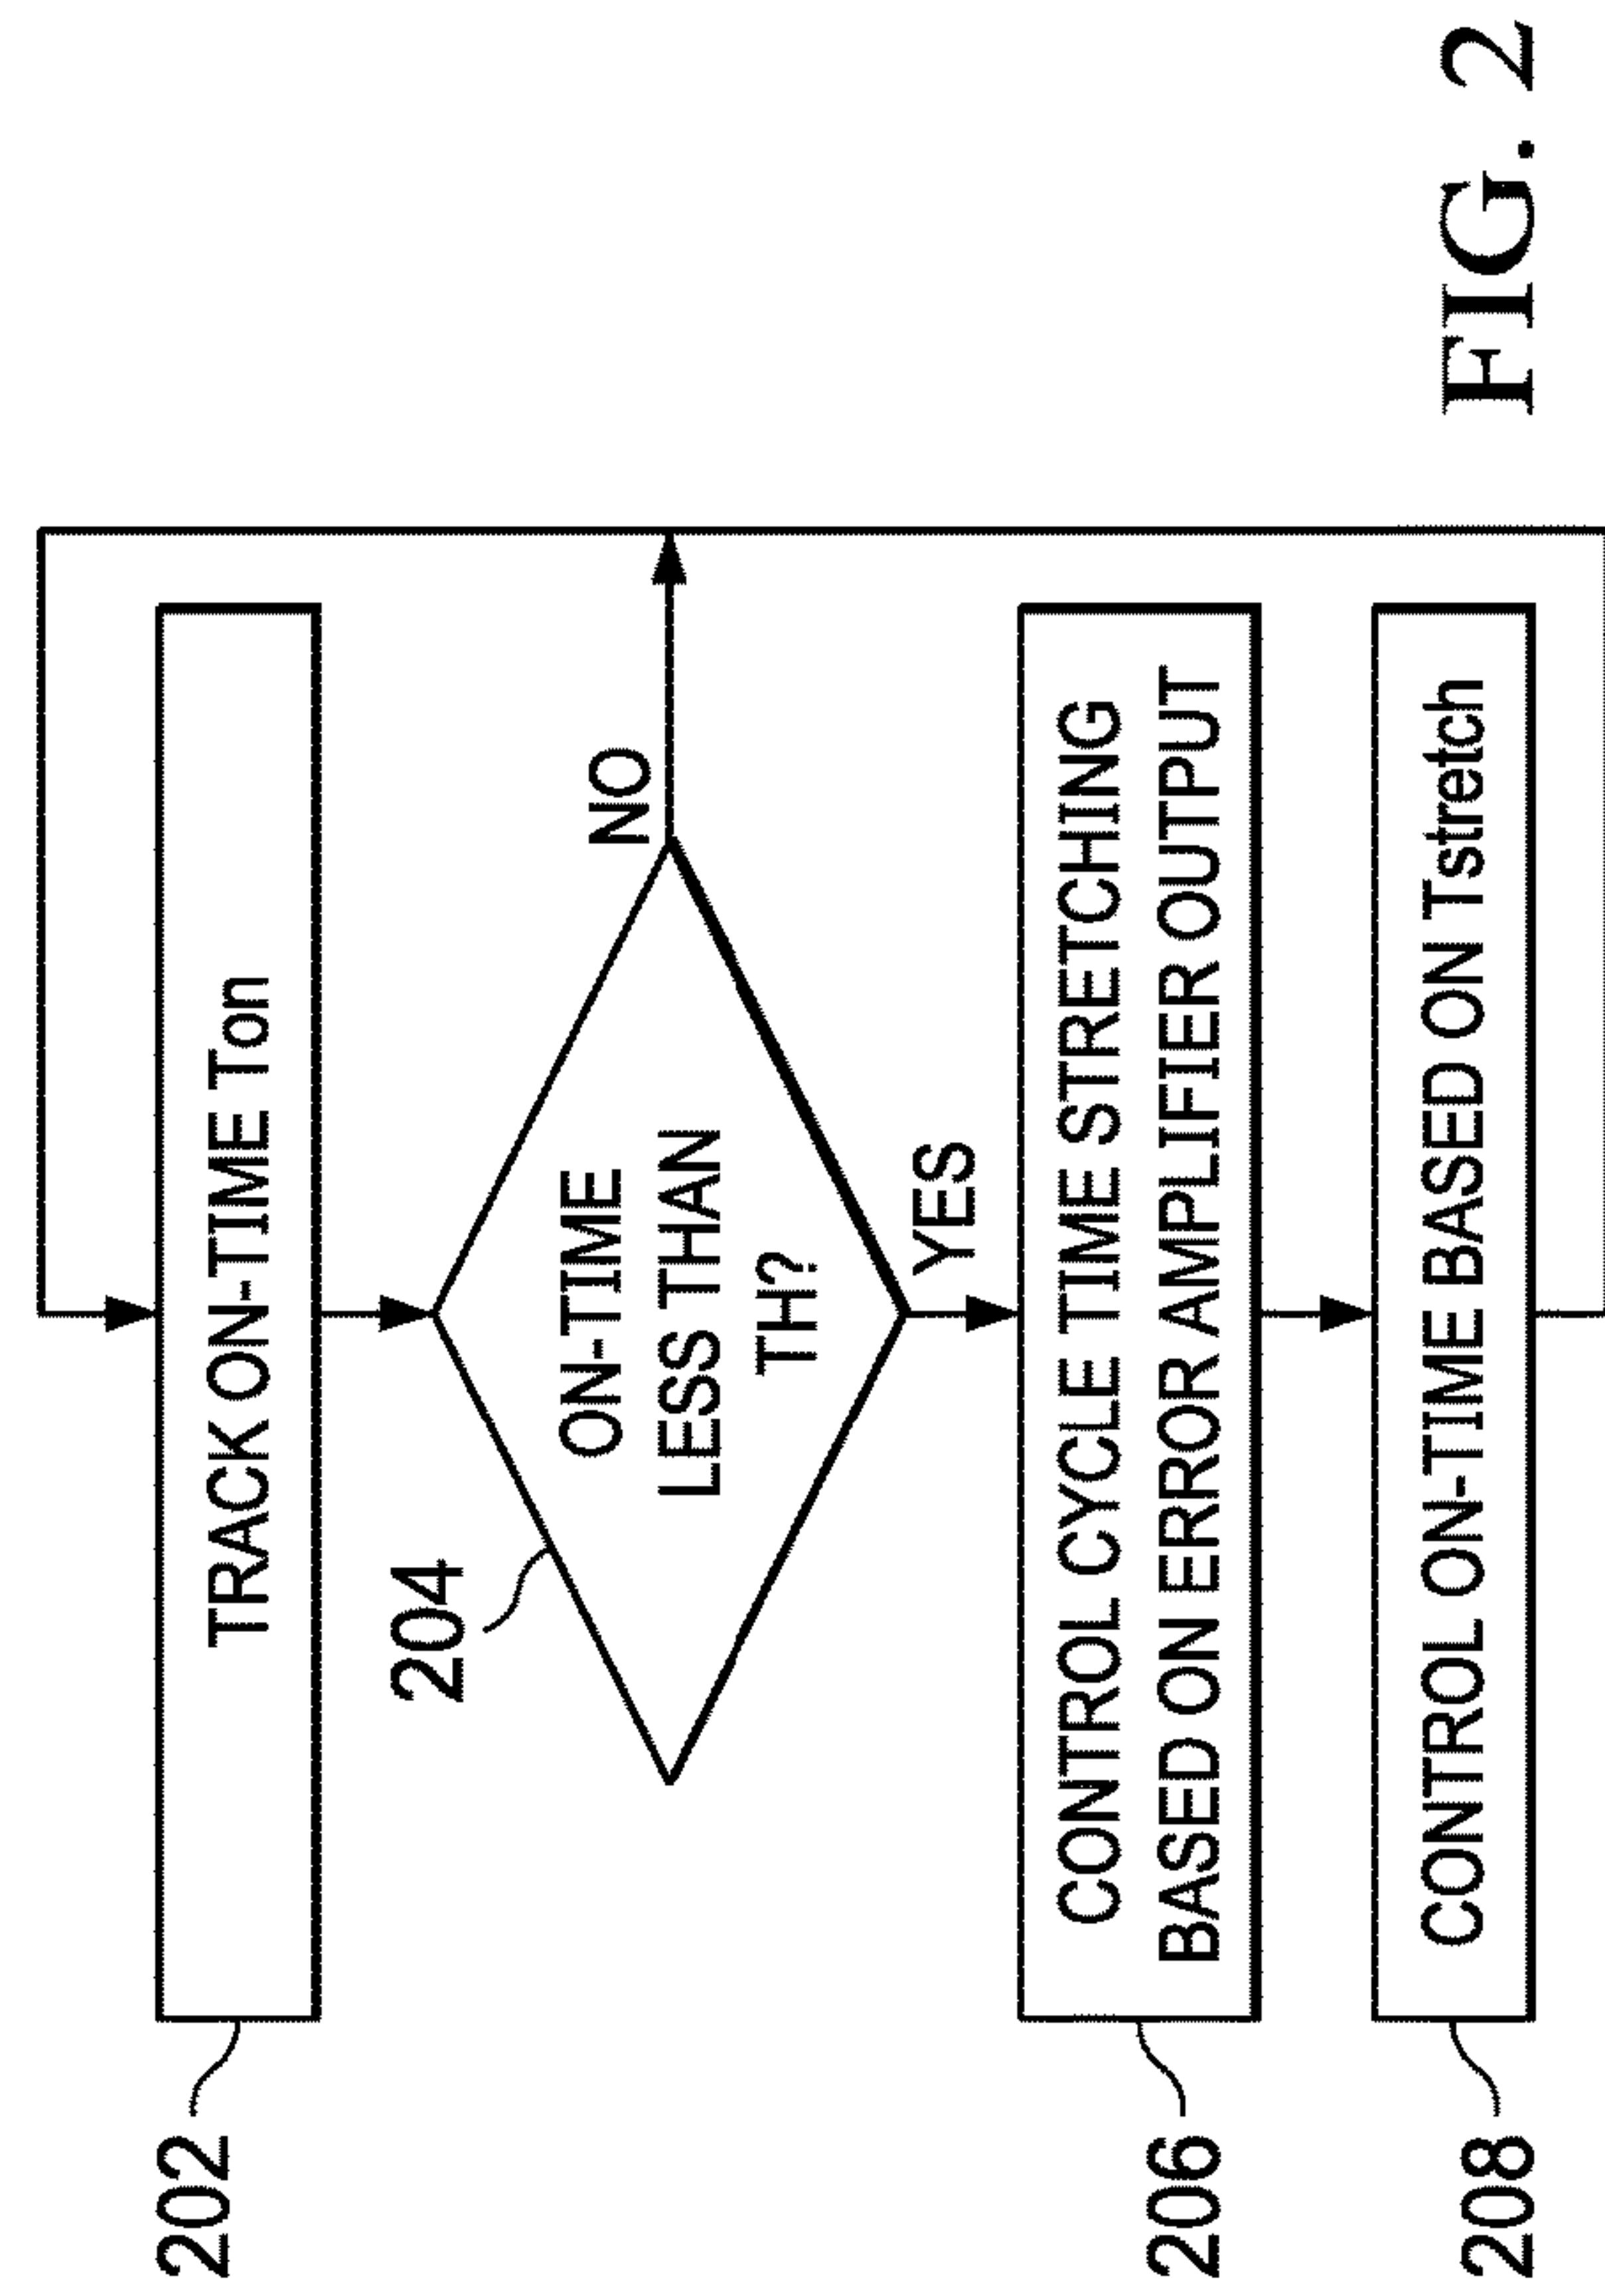 202
TRACK ON-TIME Ton
204
ON-TIME
LESS THAN
TH?
NO
YES
206
CONTROL CYCLE TIME STRETCHING
BASED ON ERROR AMPLIFIER OUTPUT
208
CONTROL ON-TIME BASED ON Tstretch
FIG. 2